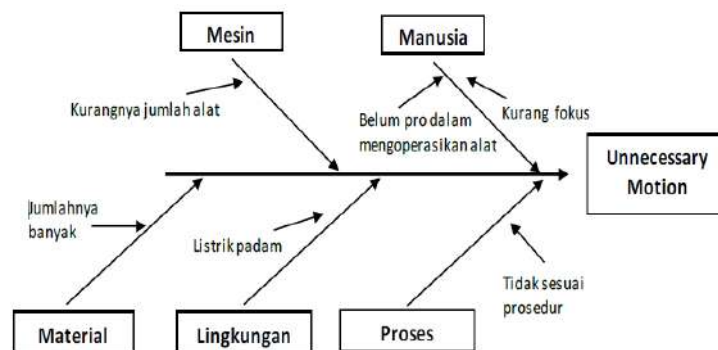 Mesin
Manusia
Kurangnya jumlah alat
Belum pro dalam
mengoperasikan alat
Kurang fokus
Unnecessary
Motion
Jumlahnya
banyak
Listrik padam
Tidak sesuai
prosedur
Material
Lingkungan
Proses